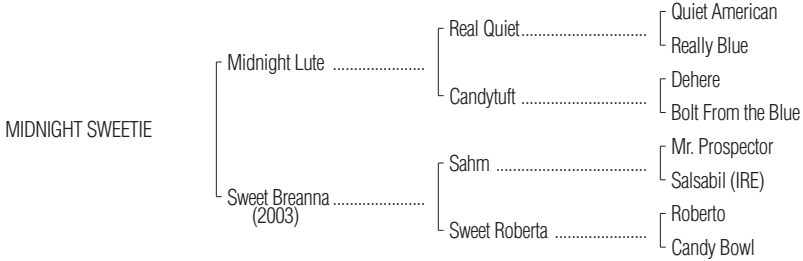 Quiet American
Real Quiet..............................
Really Blue
Midnight Lute ......................
Dehere
Candytuft ..............................
Bolt From the Blue
MIDNIGHT SWEETIE
Mr. Prospector
Sahm ....................................
Salsabil (IRE)
Sweet Breanna ......................
(2003)
Roberto
Sweet Roberta ......................
Candy Bowl